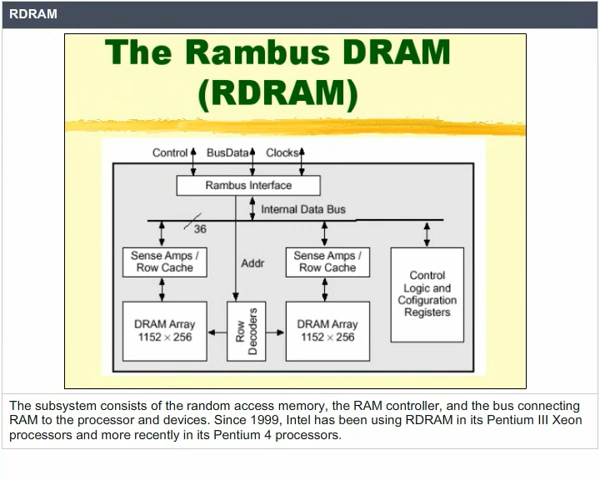 RDRAM
The Rambus DRAM
(RDRAM)
Control BusData Clocks
Rambus Interface
Internal Data Bus
36
Sense Amps /
Row Cache
Addr
Sense Amps /
Row Cache
Control
Logic and
Cofiguration
Registers
DRAM Array
1152 × 256
Row
Decoders
DRAM Array
1152 × 256
The subsystem consists of the random access memory, the RAM controller, and the bus connecting
RAM to the processor and devices. Since 1999, Intel has been using RDRAM in its Pentium III Xeon
processors and more recently in its Pentium 4 processors.